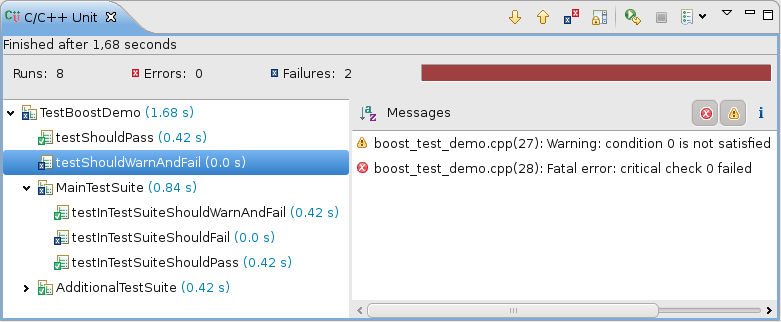 C/C++ Unit
Finished after 1,68 seconds
Runs: 8 Errors: 0 Failures: 2
TestBoostDemo (1.68 s)
testShouldPass (0.42 s)
testShouldWarnAndFail (0.0 s)
MainTestSuite (0.84 s)
testInTestSuiteShouldWarnAndFail (0.42 s)
testInTestSuiteShouldFail (0.0 s)
testInTestSuiteShouldPass (0.42 s)
AdditionalTestSuite (0.42 s)
Messages
boost_test_demo.cpp(27): Warning: condition 0 is not satisfied
boost_test_demo.cpp(28): Fatal error: critical check 0 failed